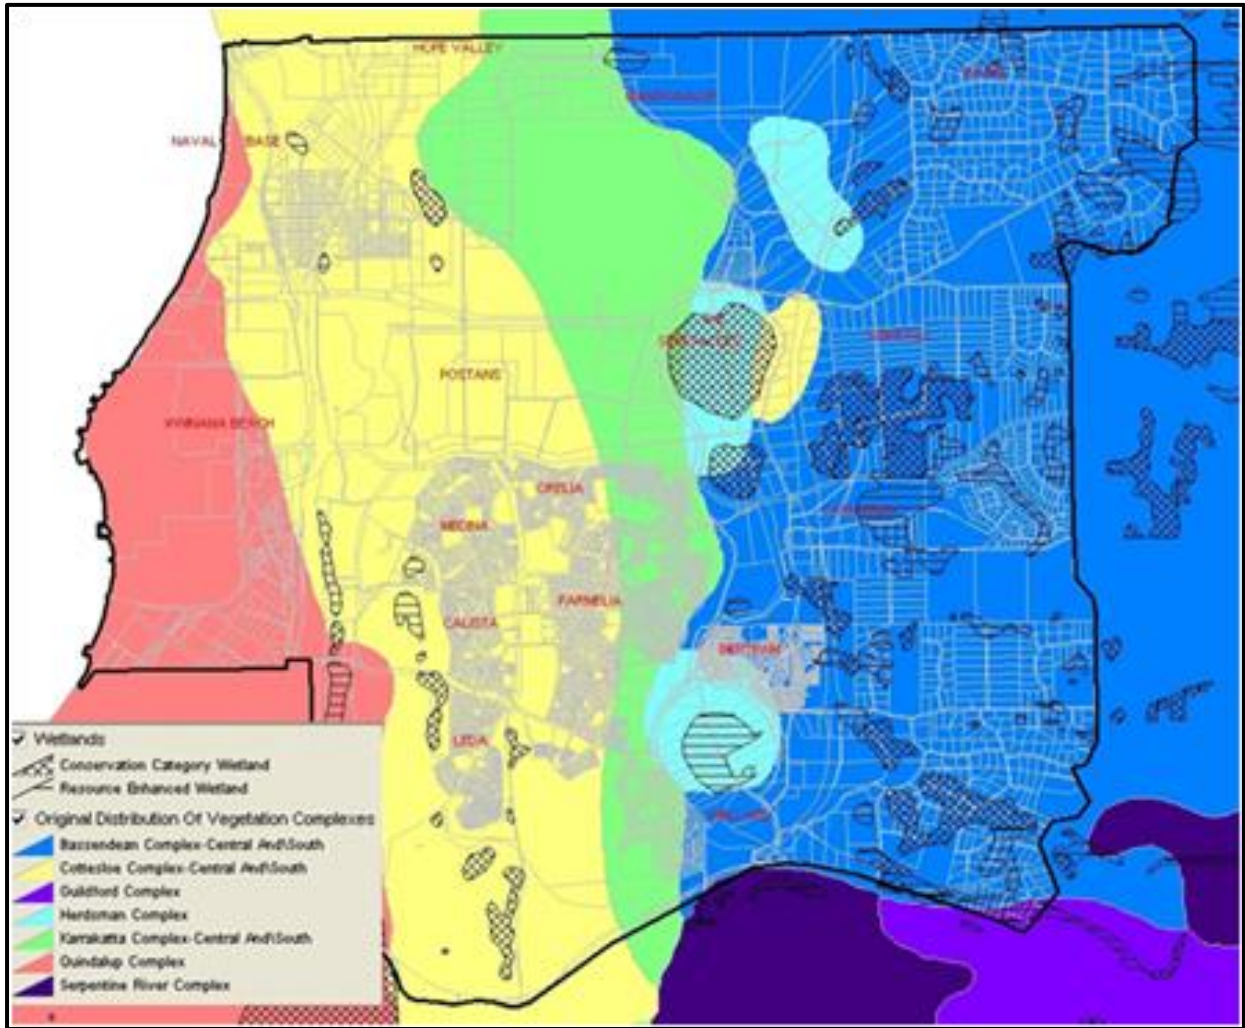 HOPE VALLEY
NAVAL BASE
POSTANS
KWINANA BEACH
ORELIA
MEDINA
PARMELIA
CALISTA
BERTRAM
LEDA
Wetlands
Conservation Category Wetland
Resource Enhanced Wetland
Original Distribution Of Vegetation Complexes
Bassendean Complex-Central And\South
Cottesloe Complex-Central And\South
Guildford Complex
Herdsman Complex
Karrakatta Complex-Central And\South
Quindalup Complex
Serpentine River Complex